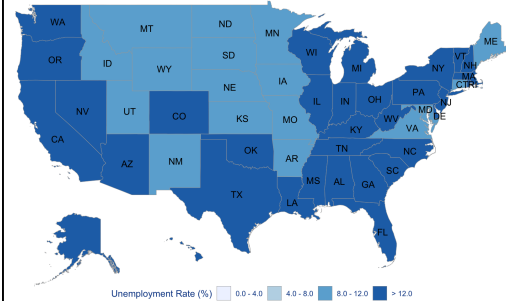 WA
MT
ND
MN
ME
OR
ID
SD
WI
VT
NH
WY
MI
NY
MA
CTRI
NE
IA
PA
NJ
NV
UT
CO
IL
IN
OH
MD
DE
CA
KS
MO
WV
VA
KY
NC
TN
AZ
NM
OK
AR
SC
MS
AL
GA
TX
LA
FL
Unemployment Rate (%) 0.0 - 4.0 4.0 - 8.0 8.0 - 12.0 > 12.0